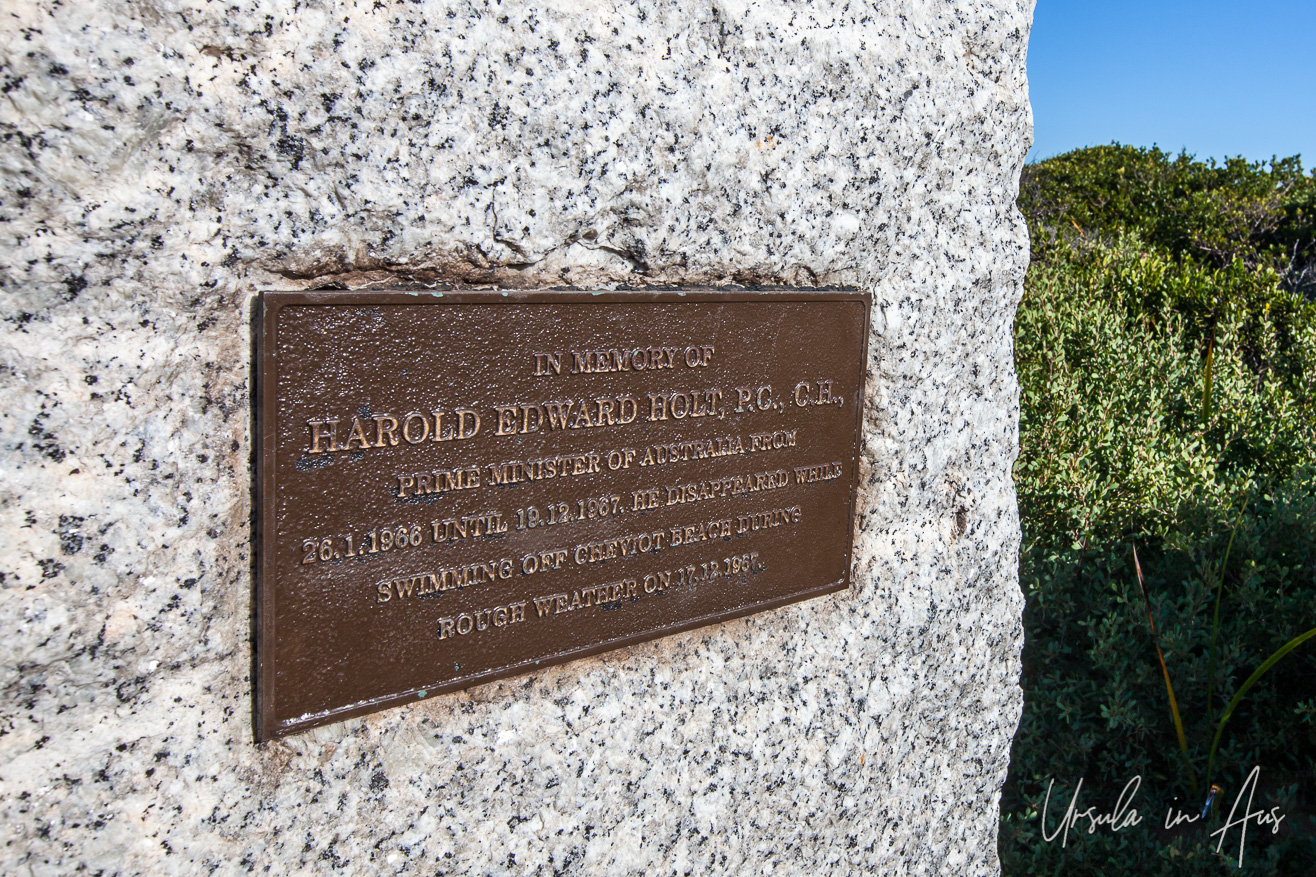 IN MEMORY OF
HAROLD EDWARD HOLT, P.C., C.H.,
PRIME MINISTER OF AUSTRALIA FROM
26.1.1966 UNTIL 19.12.1967. HE DISAPPEARED WHILE
SWIMMING OFF CHEVIOT BEACH DURING
ROUGH WEATHER ON 17.12.1967.
Ursula in Aus